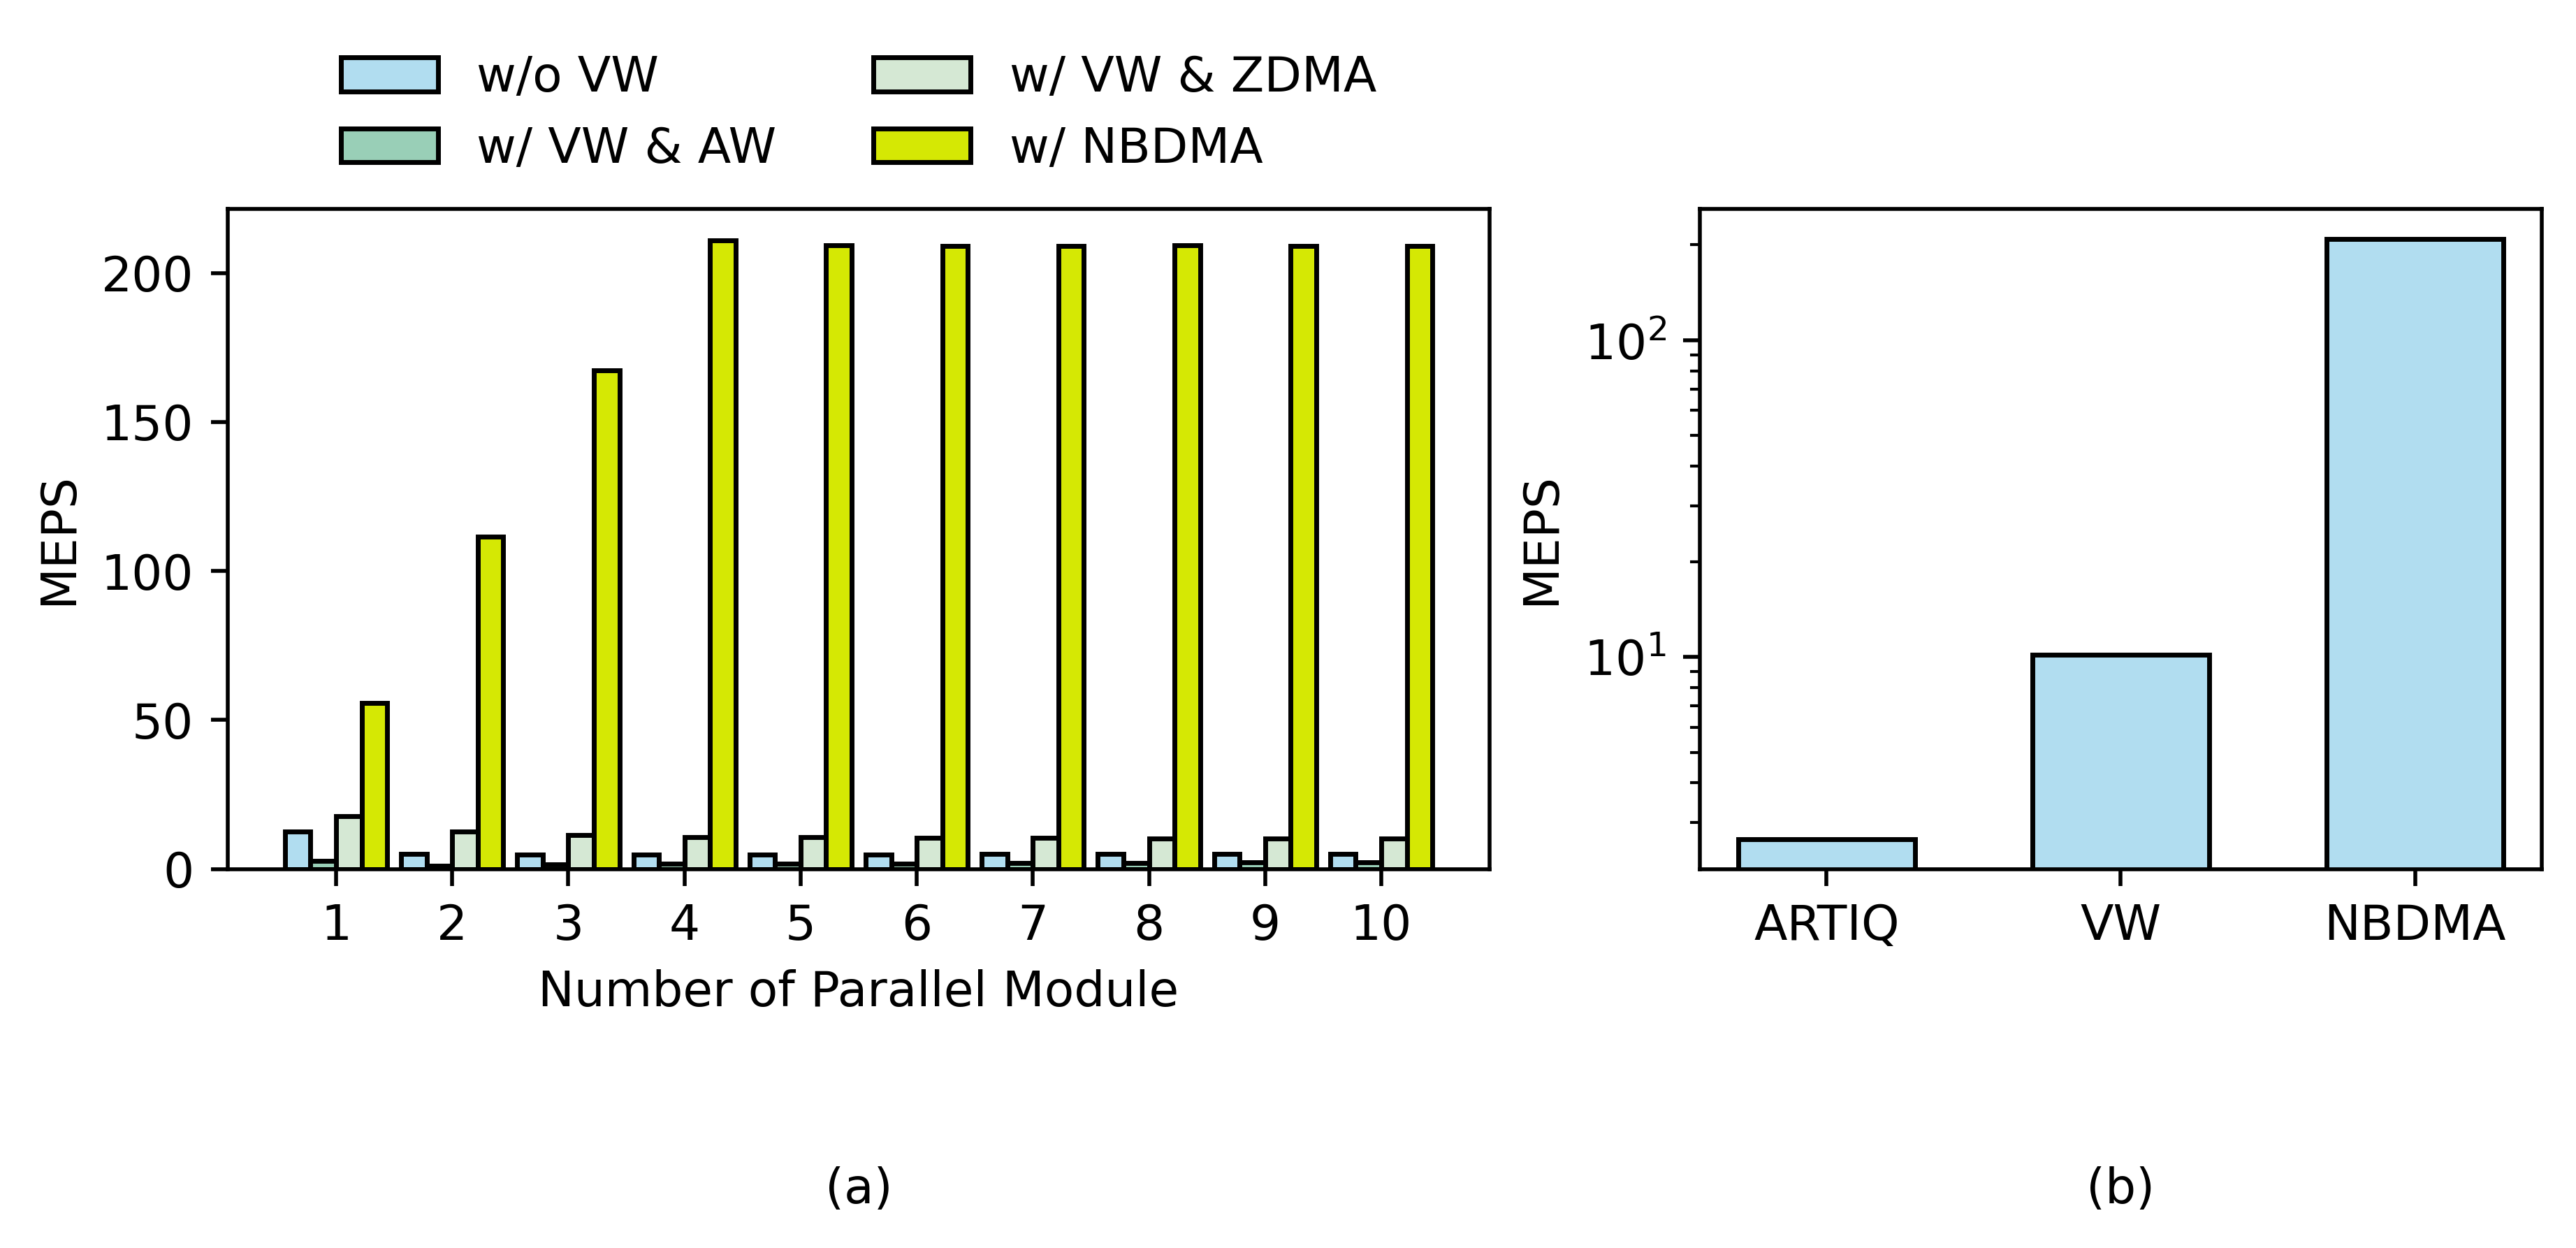 w/o VW
w/ VW & AW
w/ VW & ZDMA
w/ NBDMA
MEPS
200
150
100
50
0
1 2 3 4 5 6 7 8 9 10
Number of Parallel Module
(a)
MEPS
10²
10¹
ARTIQ VW NBDMA
(b)